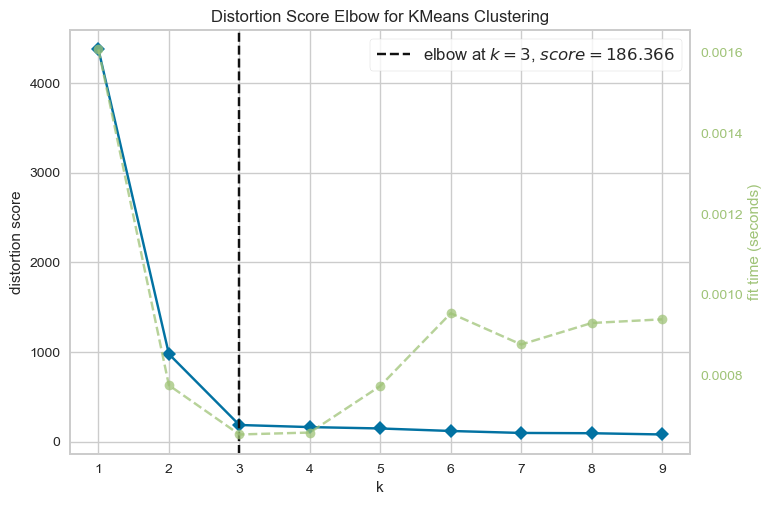 Distortion Score Elbow for KMeans Clustering
elbow at k = 3, score = 186.366
4000
3000
2000
1000
0
distortion score
0.0016
0.0014
0.0012
0.0010
0.0008
fit time (seconds)
1 2 3 4 5 6 7 8 9
k